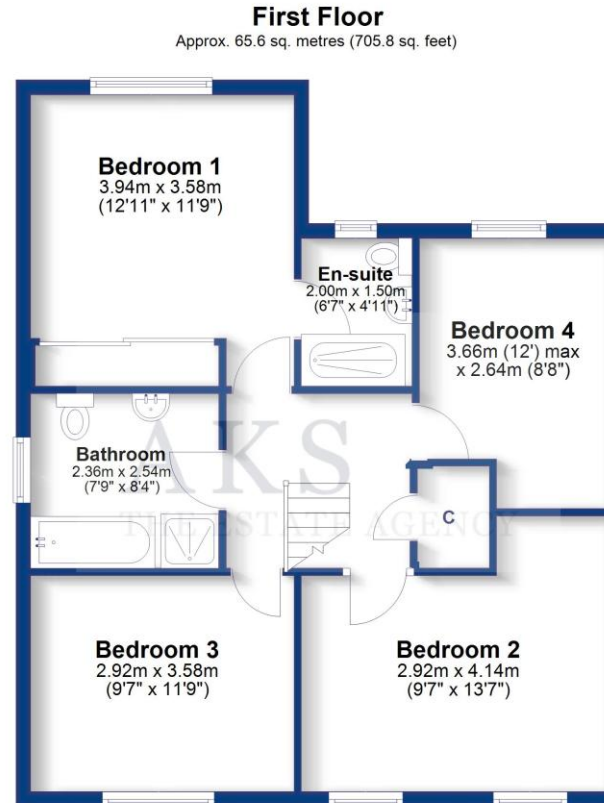 First Floor
Approx. 65.6 sq. metres (705.8 sq. feet)
Bedroom 1
3.94m x 3.58m
(12'11" x 11'9")
En-suite
2.00m x 1.50m
(6'7" x 4'11")
Bedroom 4
3.66m (12') max
x 2.64m (8'8")
Bathroom
2.36m x 2.54m
(7'9" x 8'4")
AKS
THE ESTATE AGENCY
C
Bedroom 3
2.92m x 3.58m
(9'7" x 11'9")
Bedroom 2
2.92m x 4.14m
(9'7" x 13'7")